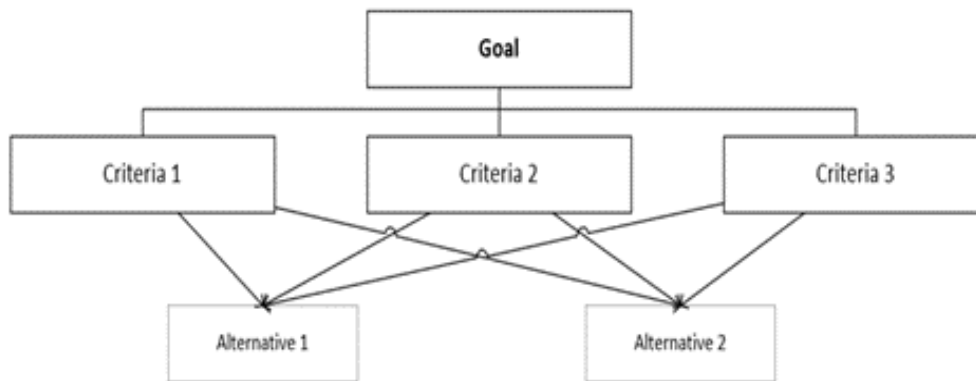 Goal
Criteria 1
Criteria 2
Criteria 3
Alternative 1
Alternative 2